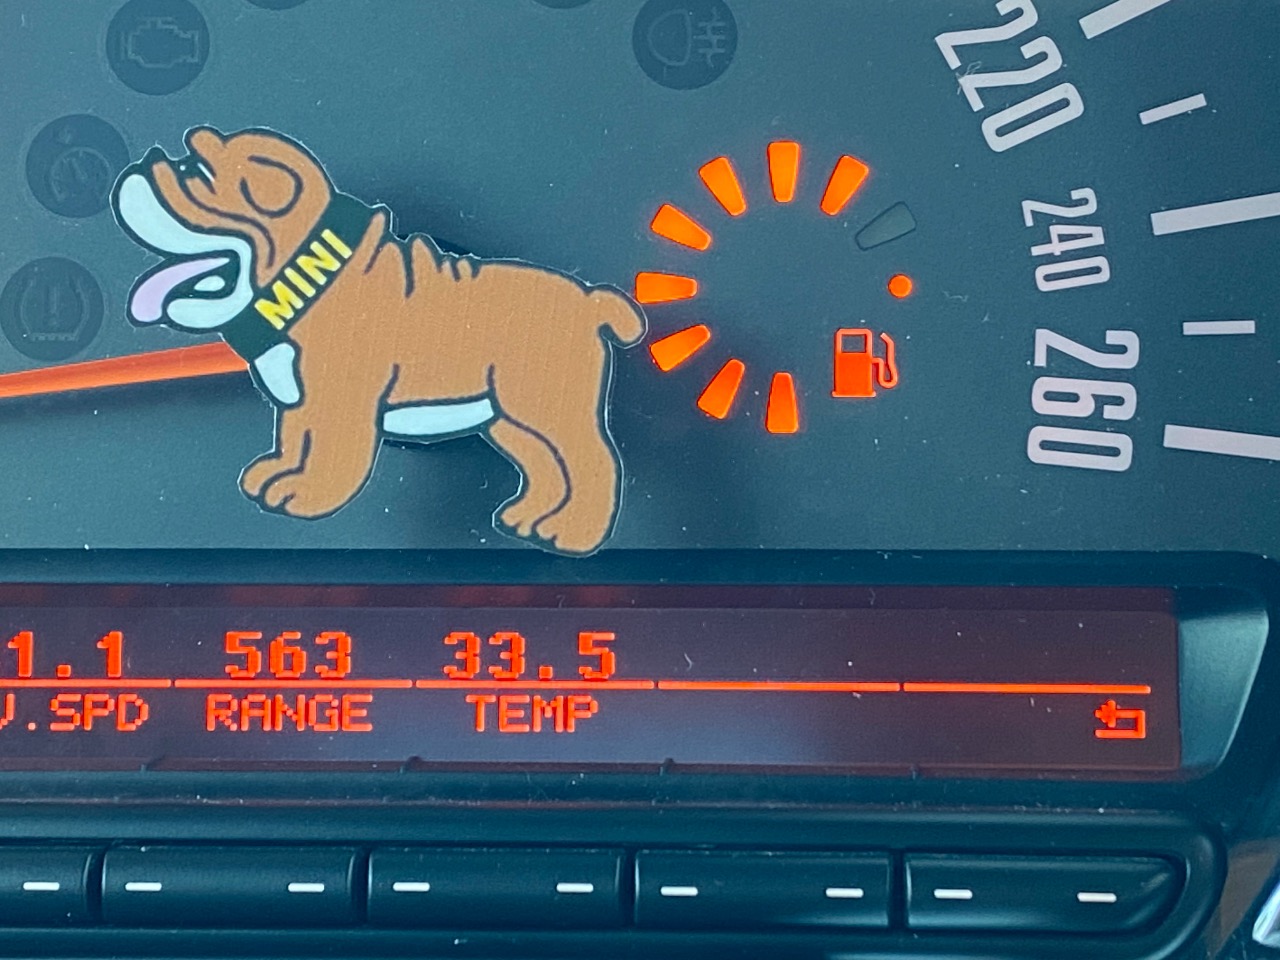 220
240
260
MINI
1.1 563 33.5
.SPD RANGE TEMP